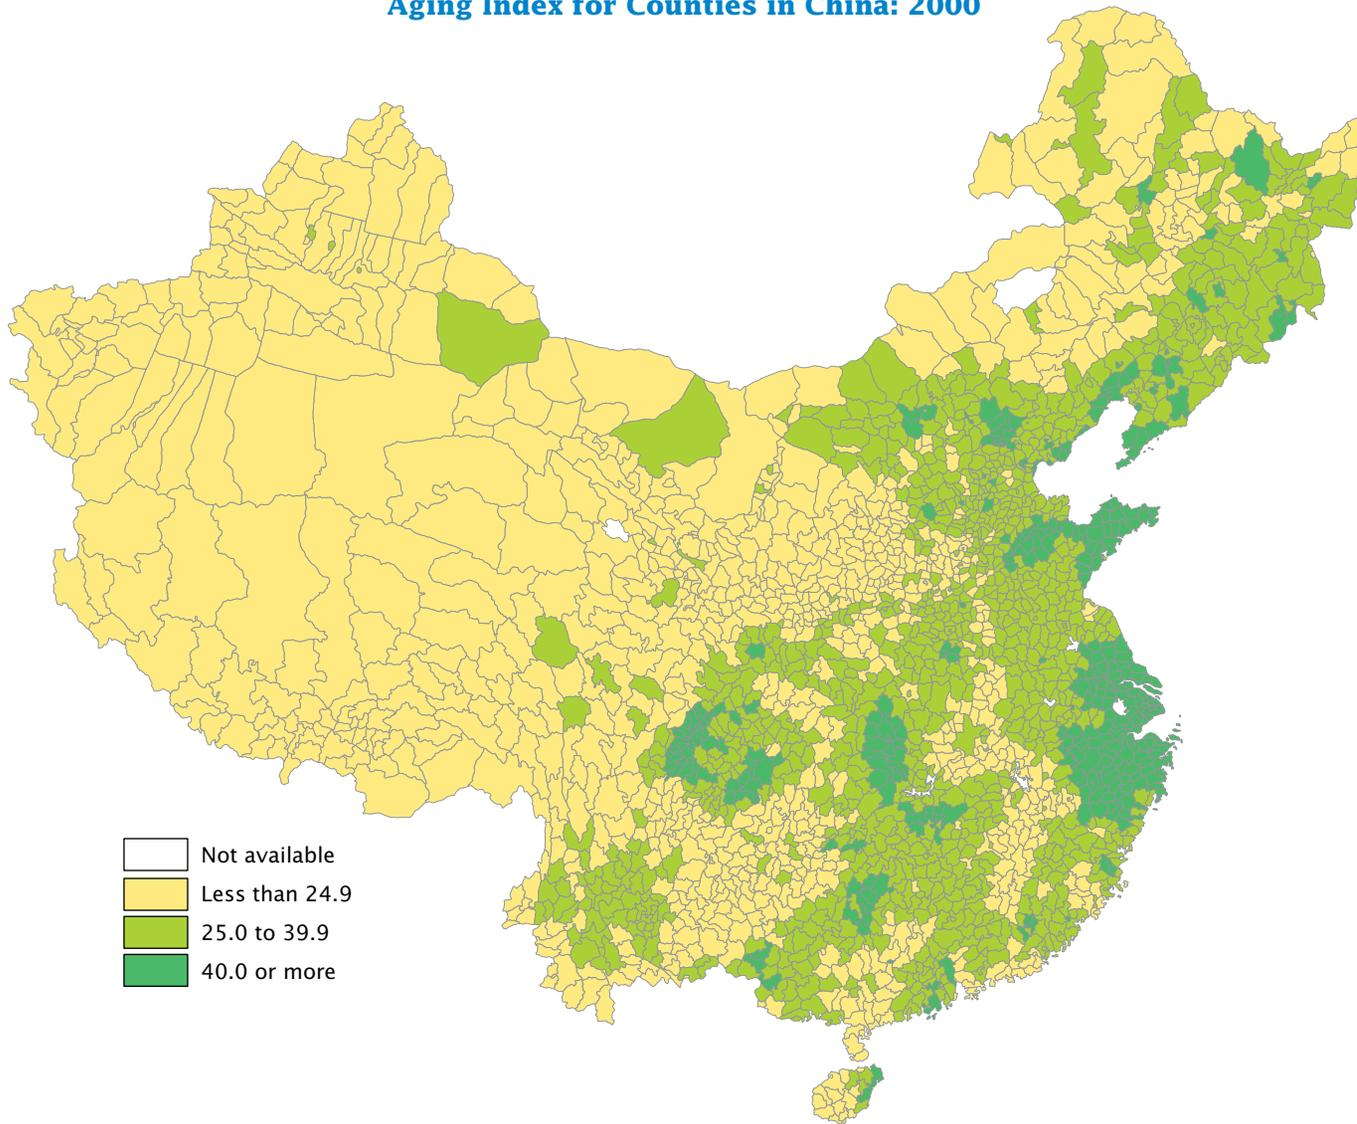 Aging Index for Counties in China: 2000
Not available
Less than 24.9
25.0 to 39.9
40.0 or more